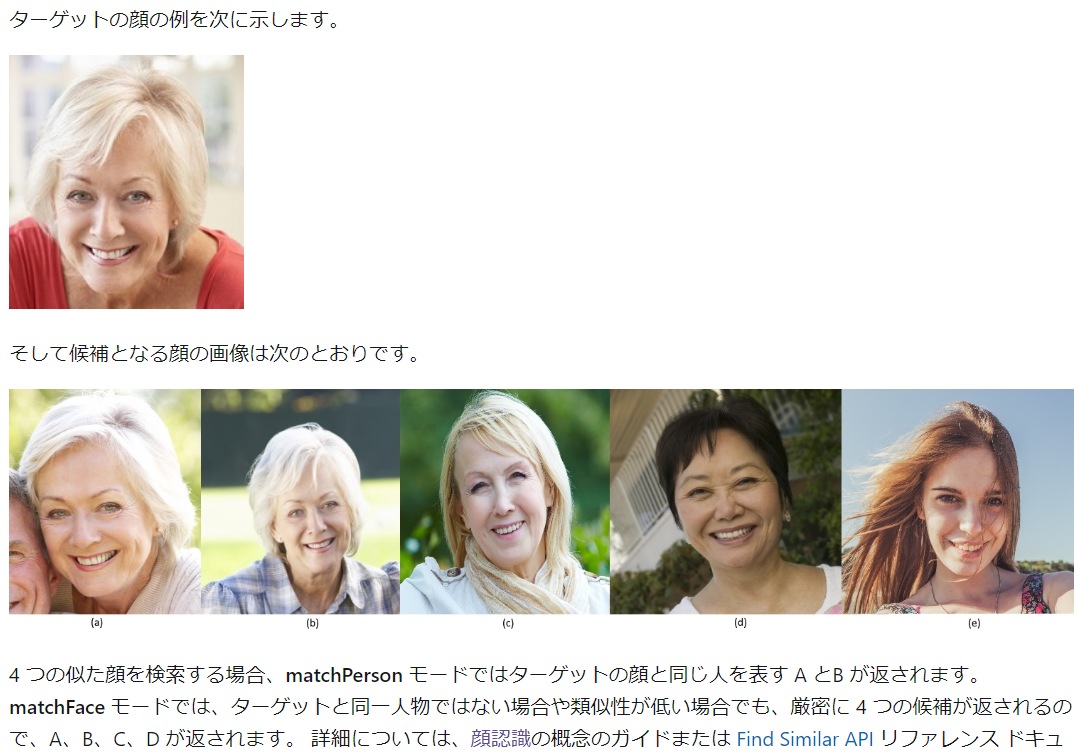 ターゲットの顔の例を次に示します。
そして候補となる顔の画像は次のとおりです。
(a)
(b)
(c)
(d)
(e)
4 つの似た顔を検索する場合、matchPerson モードではターゲットの顔と同じ人を表す A とB が返されます。
matchFace モードでは、ターゲットと同一人物ではない場合や類似性が低い場合でも、厳密に 4 つの候補が返されるの
で、A、B、C、D が返されます。 詳細については、顔認識の概念のガイドまたは Find Similar API リファレンス ドキュ